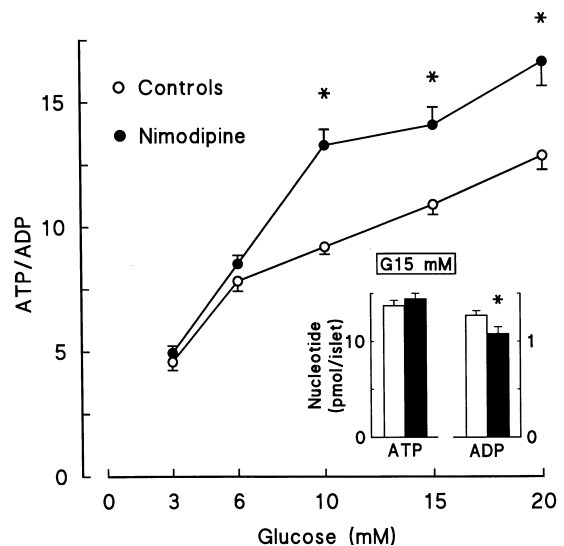 *
*
*
15
Controls
Nimodipine
10
ATP/ADP
G15 mM
5
Nucleotide
(pmol/islet)
10
*
1
0
0
ATP
ADP
0
0
3
6
10
15
20
Glucose (mM)